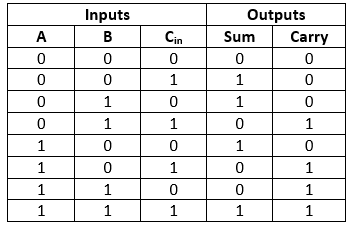 Inputs Outputs
A B Cin Sum Carry
0 0 0 0 0
0 0 1 1 0
0 1 0 1 0
0 1 1 0 1
1 0 0 1 0
1 0 1 0 1
1 1 0 0 1
1 1 1 1 1